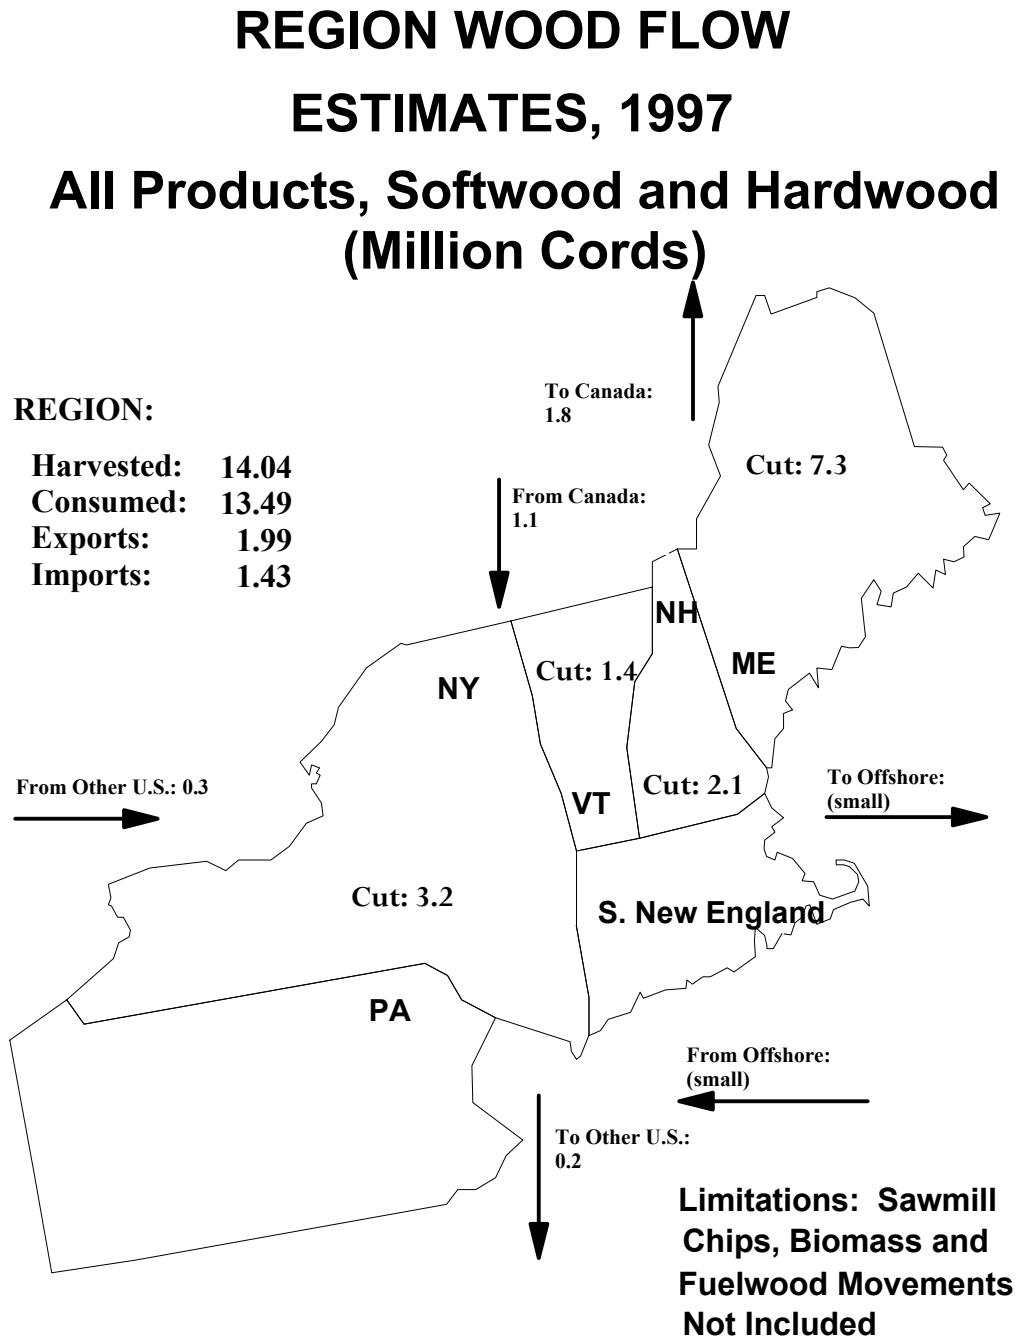 REGION WOOD FLOW
ESTIMATES, 1997
All Products, Softwood and Hardwood
(Million Cords)
To Canada:
1.8
REGION:
Harvested: 14.04
Consumed: 13.49
Exports: 1.99
Imports: 1.43
Cut: 7.3
From Canada:
1.1
NH
ME
Cut: 1.4
NY
From Other U.S.: 0.3
VT
Cut: 2.1
To Offshore:
(small)
Cut: 3.2
S. New England
PA
From Offshore:
(small)
To Other U.S.:
0.2
Limitations: Sawmill
Chips, Biomass and
Fuelwood Movements
Not Included